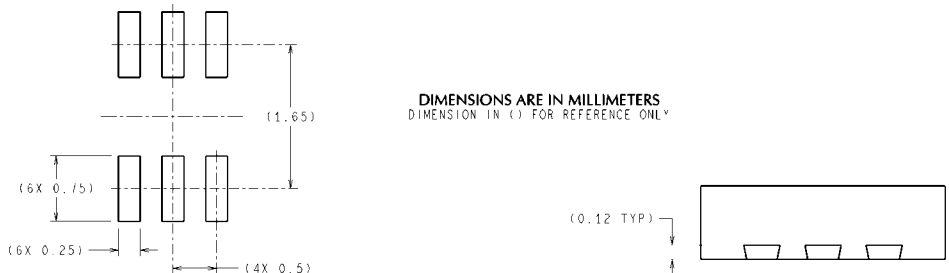 (1.65)
DIMENSIONS ARE IN MILLIMETERS
DIMENSION IN () FOR REFERENCE ONLY
(6X 0.75)
(0.12 TYP)
(6X 0.25)
(4X 0.5)